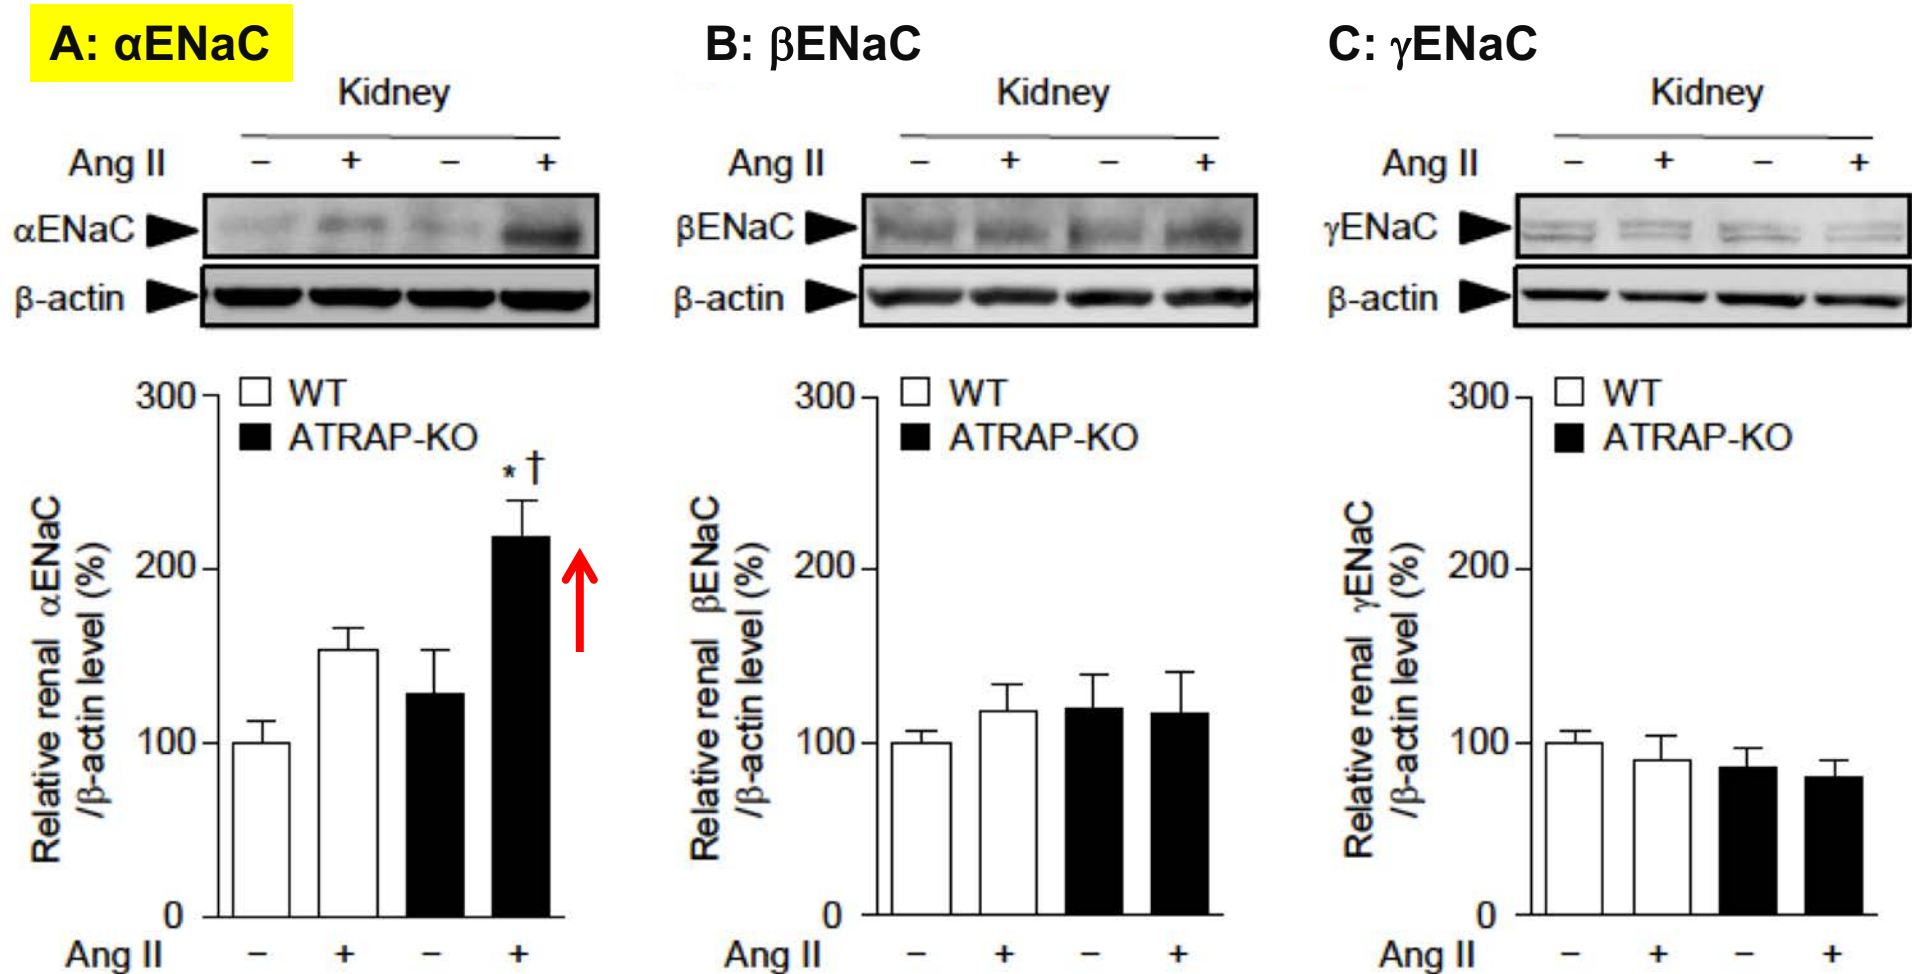 A: αENaC
Kidney
Ang II − + − +
αENaC
β-actin
300
200
100
0
WT
ATRAP-KO
* †
Relative renal αENaC
/β-actin level (%)
Ang II − + − +
B: βENaC
Kidney
Ang II − + − +
βENaC
β-actin
300
200
100
0
WT
ATRAP-KO
Relative renal βENaC
/β-actin level (%)
Ang II − + − +
C: γENaC
Kidney
Ang II − + − +
γENaC
β-actin
300
200
100
0
WT
ATRAP-KO
Relative renal γENaC
/β-actin level (%)
Ang II − + − +